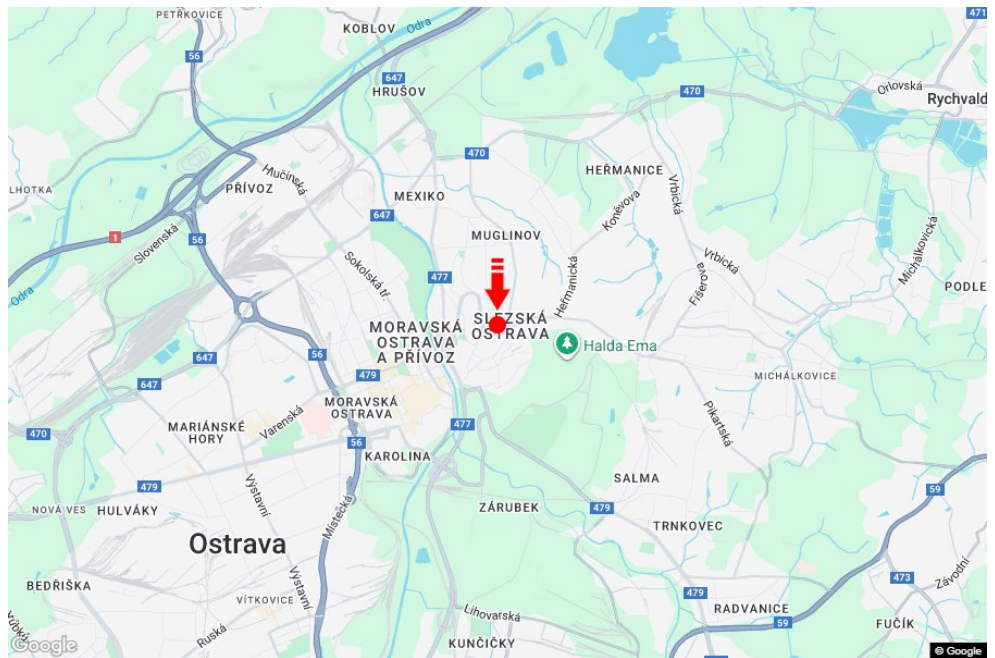 PETŘKOVICE
KOBLOV
Odra
471
56
647
HRUŠOV
470
Orlovská
Rychvald
LHOTKA
PŘÍVOZ
Hlučínská
470
HEŘMANICE
Vrbická
MEXIKO
Koněvova
647
1
Slovenská
56
MUGLINOV
Michálkovická
Odra
Sokolská tř.
477
Heřmanická
Vrbická
Fišerova
PODLE
SLEZSKÁ
OSTRAVA
MORAVSKÁ
OSTRAVA
A PŘÍVOZ
Halda Ema
647
56
479
647
MICHÁLKOVICE
MORAVSKÁ
OSTRAVA
MARIÁNSKÉ
HORY
Varenská
470
56
477
Pikartská
KAROLINA
479
SALMA
59
NOVÁ VES
HULVÁKY
Výstavní
Místecká
ZÁRUBEK
479
TRNKOVEC
Ostrava
BEDŘIŠKA
Výstavní
473
Závodní
VÍTKOVICE
479
Lihovarská
RADVANICE
59
FUČÍK
Ruská
KUNČIČKY
Google
© Google